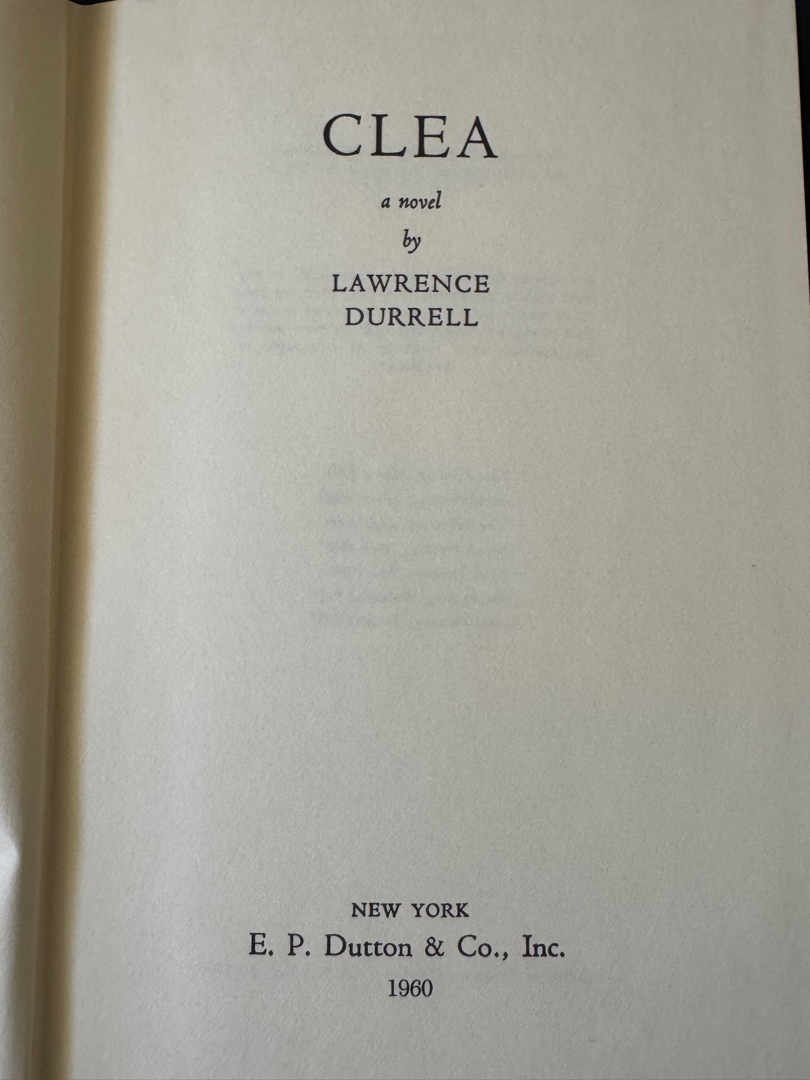 CLEA
a novel
by
LAWRENCE
DURRELL
NEW YORK
E. P. Dutton & Co., Inc.
1960